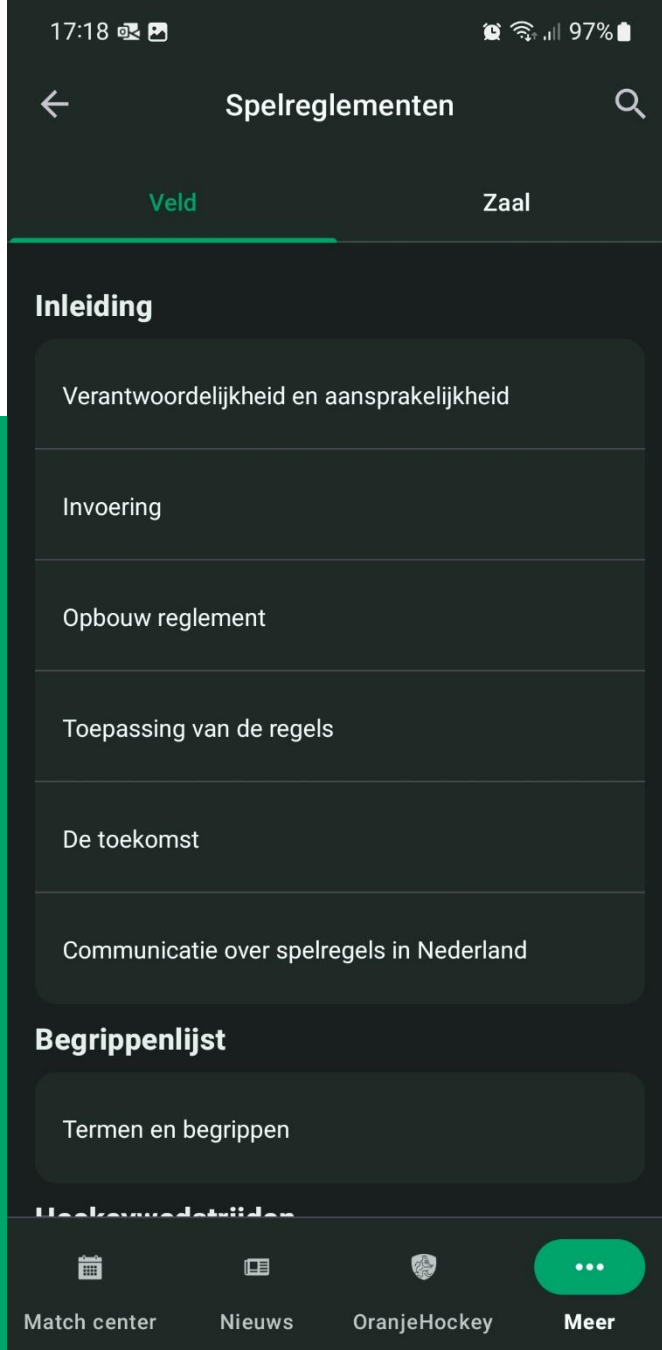 17:18 97%
Spelreglementen
Veld Zaal
Inleiding
Verantwoordelijkheid en aansprakelijkheid
Invoering
Opbouw reglement
Toepassing van de regels
De toekomst
Communicatie over spelregels in Nederland
Begrippenlijst
Termen en begrippen
Hockeywedstrijden
Match center Nieuws OranjeHockey Meer